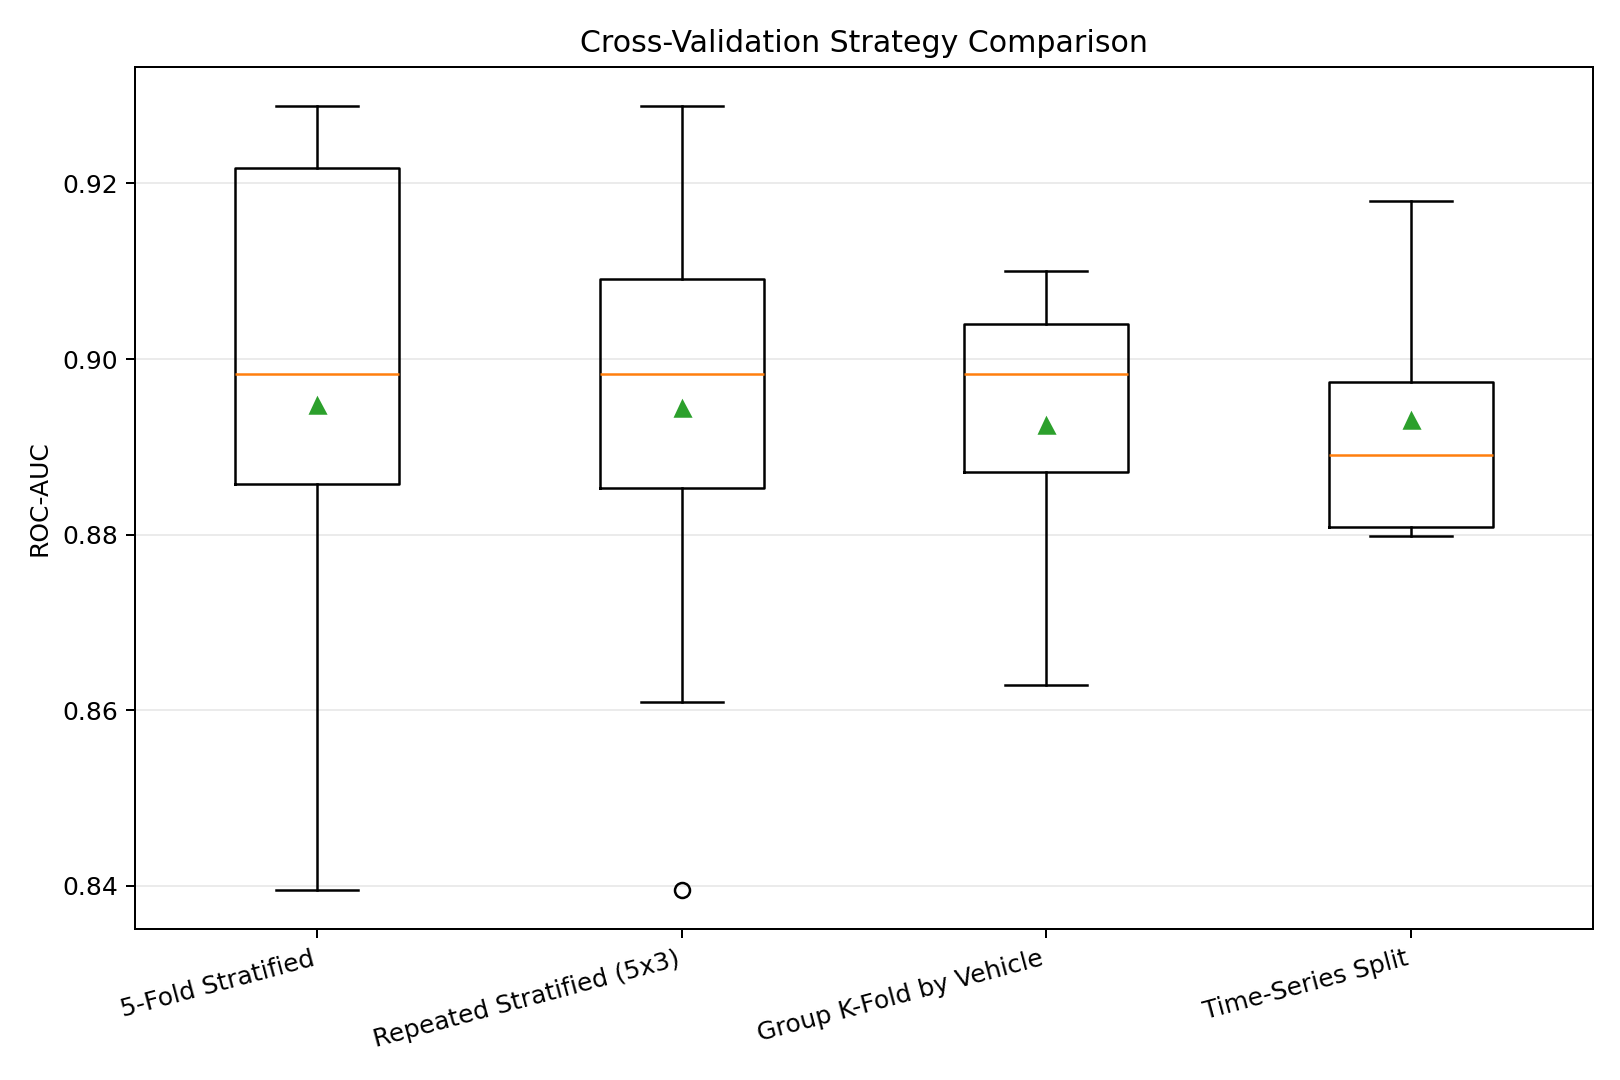 Cross-Validation Strategy Comparison
ROC-AUC
0.92
0.90
0.88
0.86
0.84
5-Fold Stratified
Repeated Stratified (5x3)
Group K-Fold by Vehicle
Time-Series Split